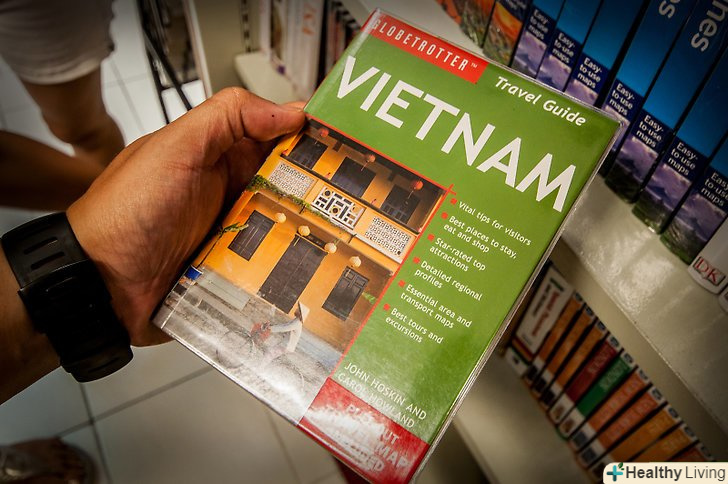 GLOBETROTTER™
Travel Guide
VIETNAM
+
Vital tips for visitors
Best places to stay,
eat and shop
Star-rated top
attractions
Detailed regional
profiles
Essential area and
transport maps
Best tours and
excursions
JOHN HOSKIN AND
CAROL HOWLAND
MAP
Easy-
to-use
maps
Easy-
to-use
maps
Easy-
to-use
maps
Easy-
to-use
maps
Easy-
to-use
maps
DK
Healthy Living